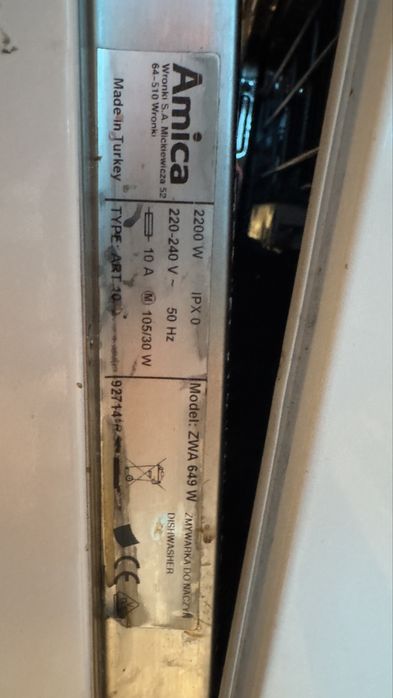 Amica
Wronki S.A. Mickiewicza 52
64-510 Wronki
Made in Turkey
2200 W IPX 0
220-240 V ~ 50 Hz
10 A M 105/30 W
TYPE: ART 10
Model: ZWA 649 W
ZMYWARKA DO NACZYŃ
DISHWASHER
CE